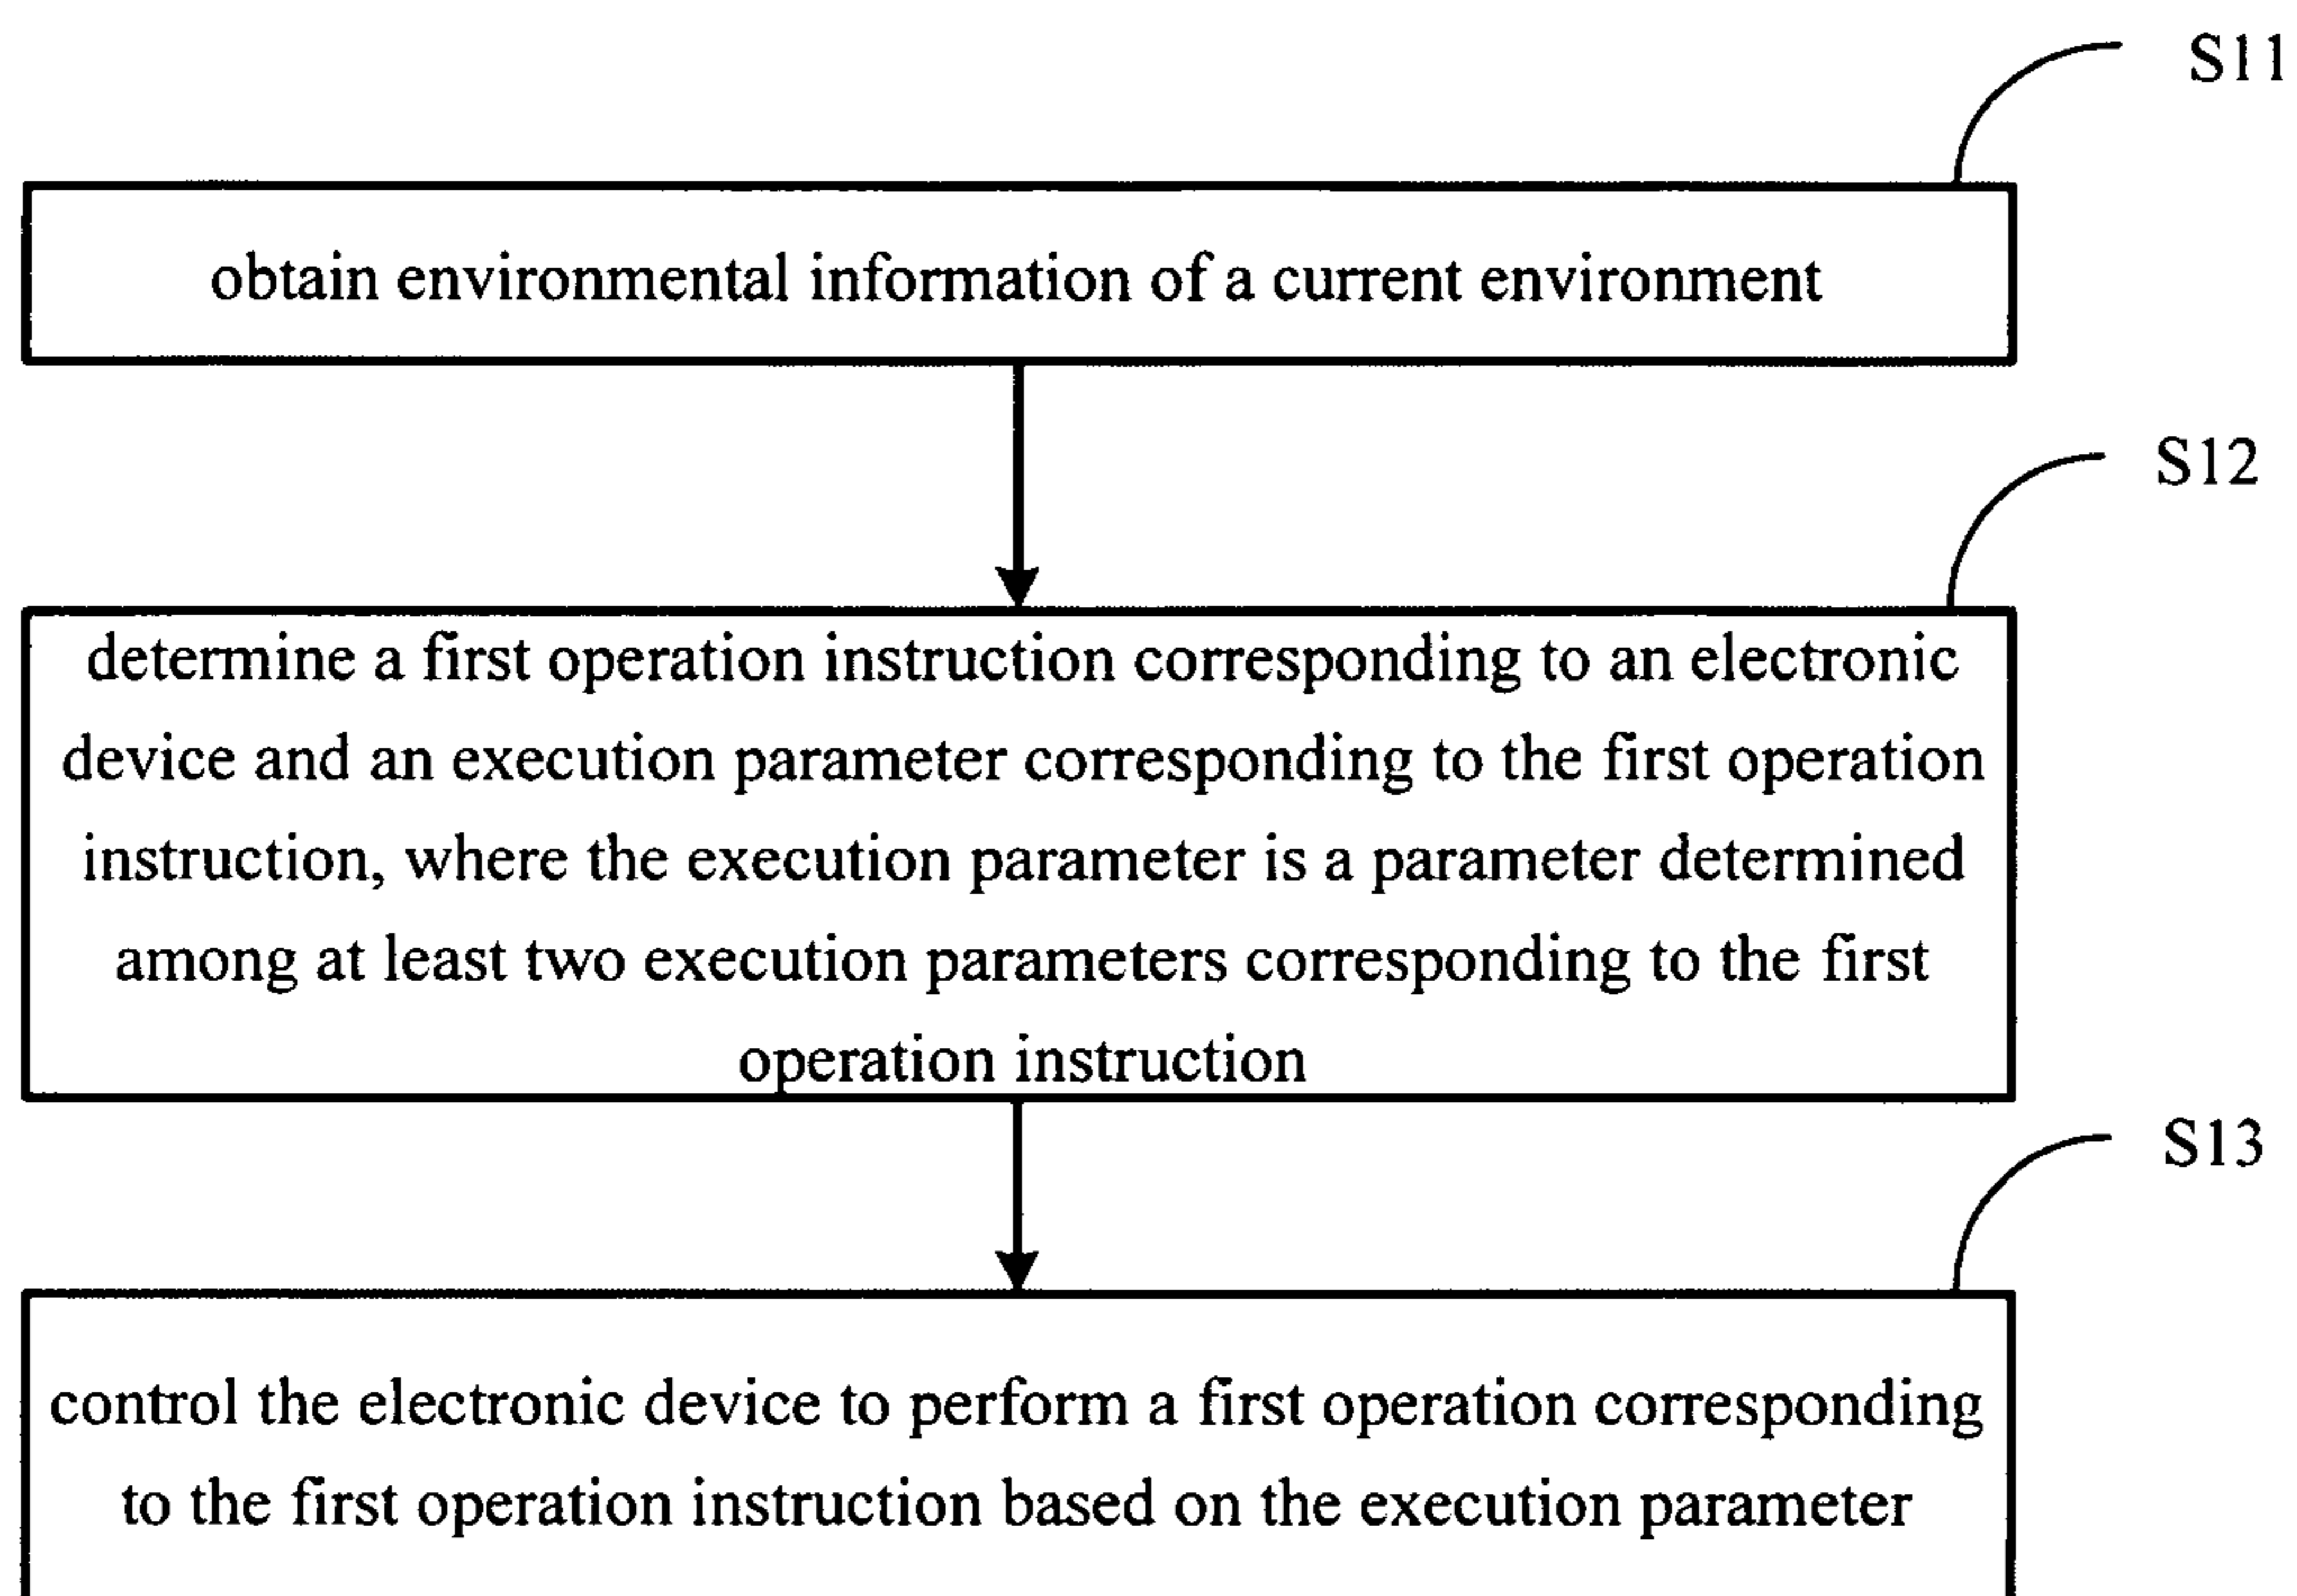 S11
obtain environmental information of a current environment
S12
determine a first operation instruction corresponding to an electronic
device and an execution parameter corresponding to the first operation
instruction, where the execution parameter is a parameter determined
among at least two execution parameters corresponding to the first
operation instruction
S13
control the electronic device to perform a first operation corresponding
to the first operation instruction based on the execution parameter